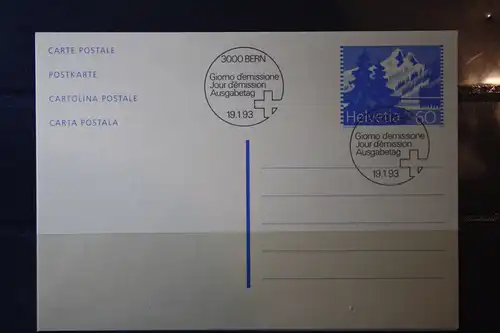 CARTE POSTALE
POSTKARTE
CARTOLINA POSTALE
CARTA POSTALA
3000 BERN
Giorno d'emissione
Jour d'émission
Ausgabetag
19.1.93
Helvetia 60
Giorno d'emissione
Jour d'émission
Ausgabetag
19.1.93